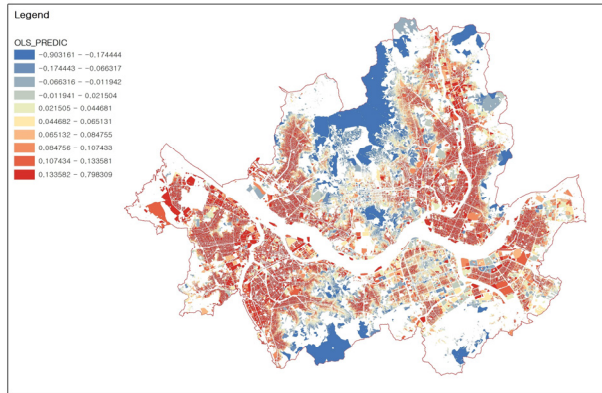 Legend
OLS_PREDIC
-0.903161 - -0.174444
-0.174443 - -0.066317
-0.066316 - -0.011942
-0.011941 - 0.021504
0.021505 - 0.044681
0.044682 - 0.065131
0.065132 - 0.084755
0.084756 - 0.107433
0.107434 - 0.133581
0.133582 - 0.798309